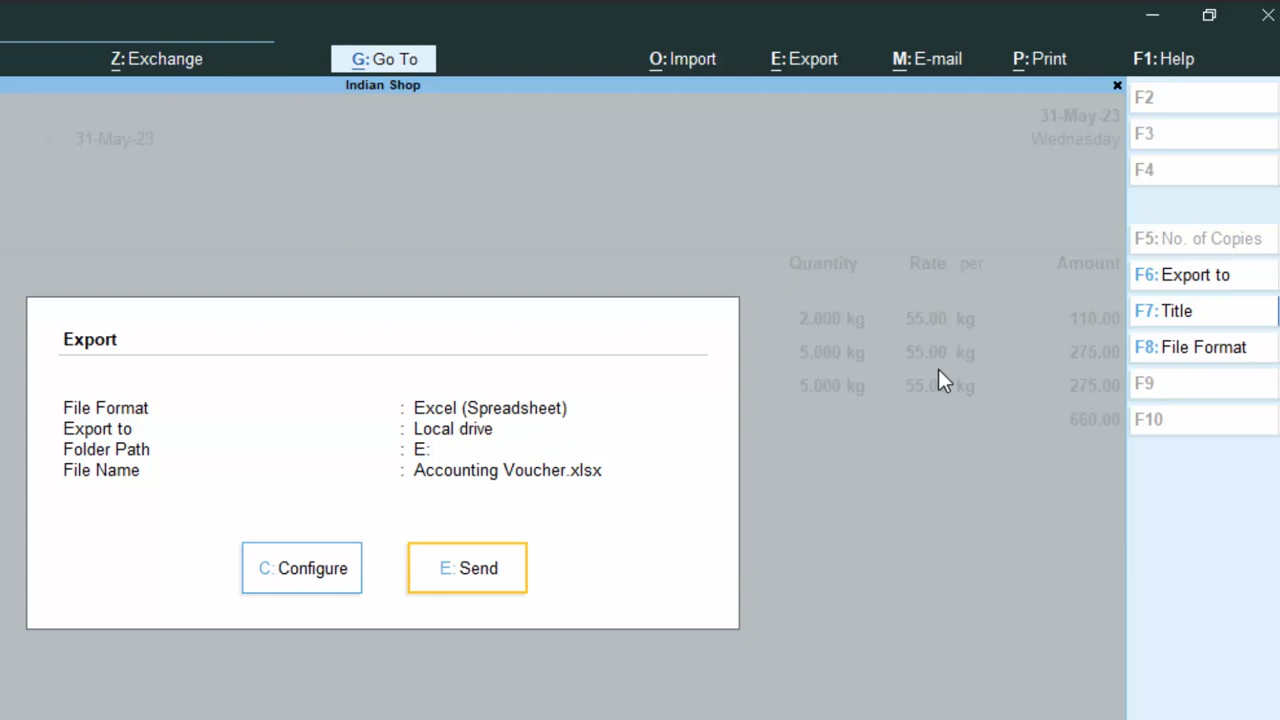 Z: Exchange G: Go To O: Import E: Export M: E-mail P: Print F1: Help
Indian Shop
31-May-23
31-May-23
Wednesday
Quantity Rate per Amount
2.000 kg 55.00 kg 110.00
5.000 kg 55.00 kg 275.00
5.000 kg 55.00 kg 275.00
660.00
Export
File Format : Excel (Spreadsheet)
Export to : Local drive
Folder Path : E:
File Name : Accounting Voucher.xlsx
C: Configure E: Send
F2
F3
F4
F5: No. of Copies
F6: Export to
F7: Title
F8: File Format
F9
F10